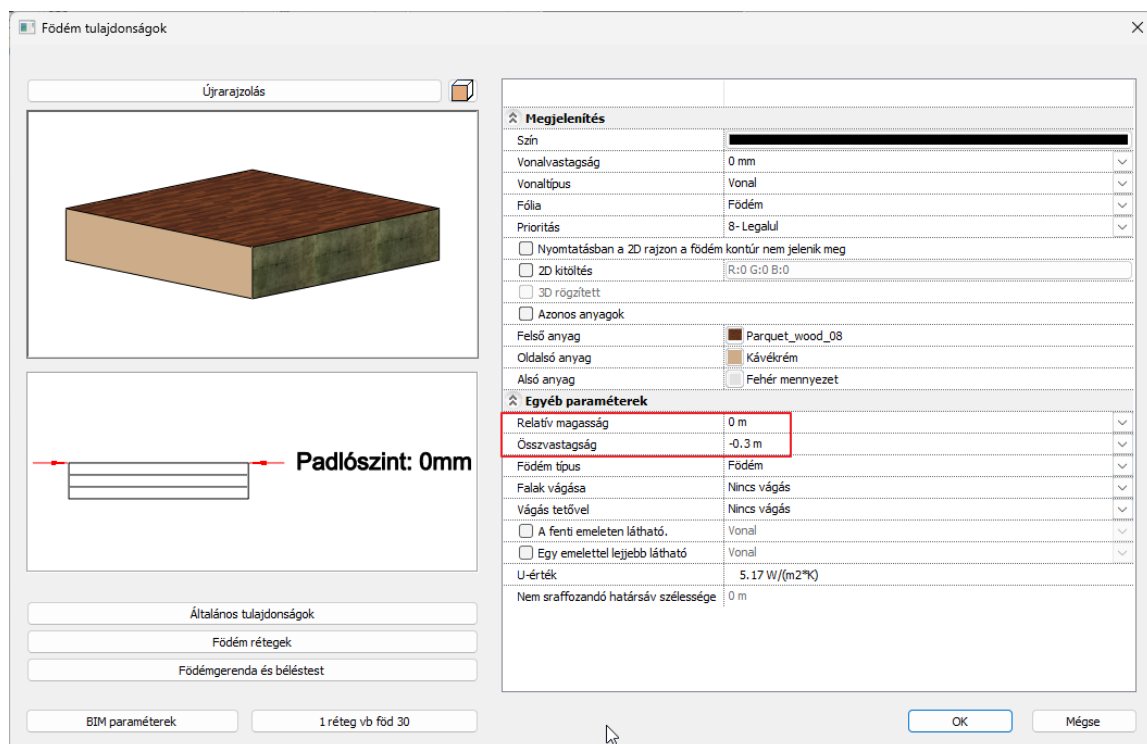 Födém tulajdonságok
Újrarajzolás
Padlószint: 0mm
Általános tulajdonságok
Födém rétegek
Födémgerenda és béléstest
BIM paraméterek
1 réteg vb föd 30
Megjelenítés
Szín
Vonalvastagság 0 mm
Vonaltípus Vonal
Fólia Födém
Prioritás 8- Legalul
Nyomtatásban a 2D rajzon a födém kontúr nem jelenik meg
2D kitöltés R:0 G:0 B:0
3D rögzített
Azonos anyagok
Felső anyag Parquet_wood_08
Oldalsó anyag Kávékrém
Alsó anyag Fehér mennyezet
Egyéb paraméterek
Relatív magasság 0 m
Összvastagság -0.3 m
Födém típus Födém
Falak vágása Nincs vágás
Vágás tetővel Nincs vágás
A fenti emeleten látható. Vonal
Egy emelettel lejjebb látható Vonal
U-érték 5.17 W/(m2*K)
Nem sraffozandó határsáv szélessége 0 m
OK
Mégse